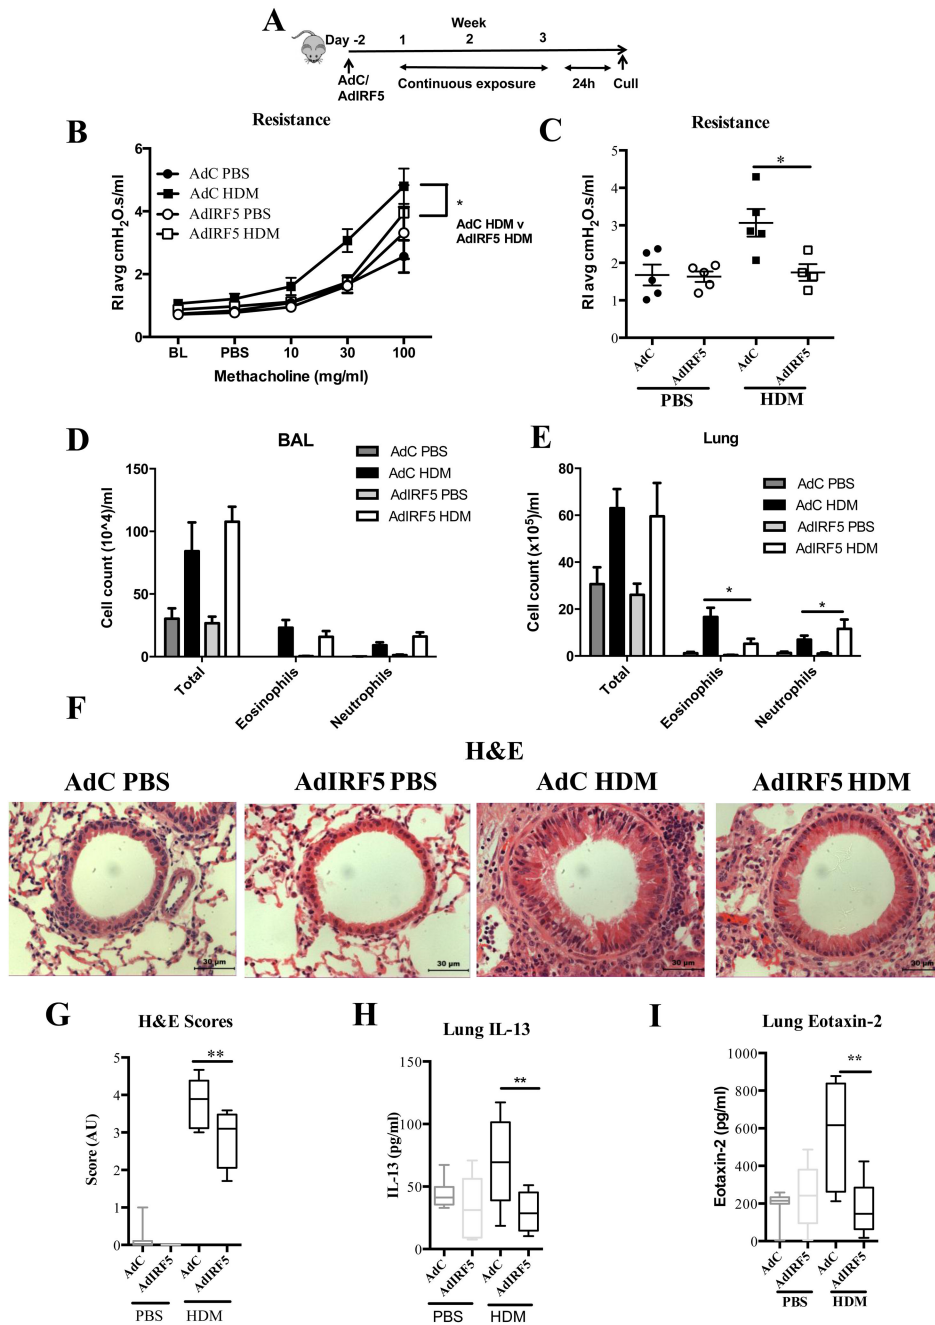 A
Week
Day -2 1 2 3
AdC/
AdIRF5
Continuous exposure
24h
Cull
B
Resistance
6
4
2
0
RI avg cmH2O.s/ml
AdC PBS
AdC HDM
AdIRF5 PBS
AdIRF5 HDM
*
AdC HDM v
AdIRF5 HDM
BL PBS 10 30 100
Methacholine (mg/ml)
C
Resistance
5
4
3
2
1
0
RI avg cmH2O.s/ml
*
AdC AdIRF5 AdC AdIRF5
PBS HDM
D
BAL
150
100
50
0
Cell count (10^4)/ml
AdC PBS
AdC HDM
AdIRF5 PBS
AdIRF5 HDM
Total Eosinophils Neutrophils
E
Lung
80
60
40
20
0
Cell count (x10^5)/ml
AdC PBS
AdC HDM
AdIRF5 PBS
AdIRF5 HDM
* *
Total Eosinophils Neutrophils
F
H&E
AdC PBS AdIRF5 PBS AdC HDM AdIRF5 HDM
30 µm 30 µm 30 µm 30 µm
G
H&E Scores
5
4
3
2
1
0
Score (AU)
**
AdC AdIRF5 AdC AdIRF5
PBS HDM
H
Lung IL-13
150
100
50
0
IL-13 (pg/ml)
**
AdC AdIRF5 AdC AdIRF5
PBS HDM
I
Lung Eotaxin-2
1000
800
600
400
200
0
Eotaxin-2 (pg/ml)
**
AdC AdIRF5 AdC AdIRF5
PBS HDM